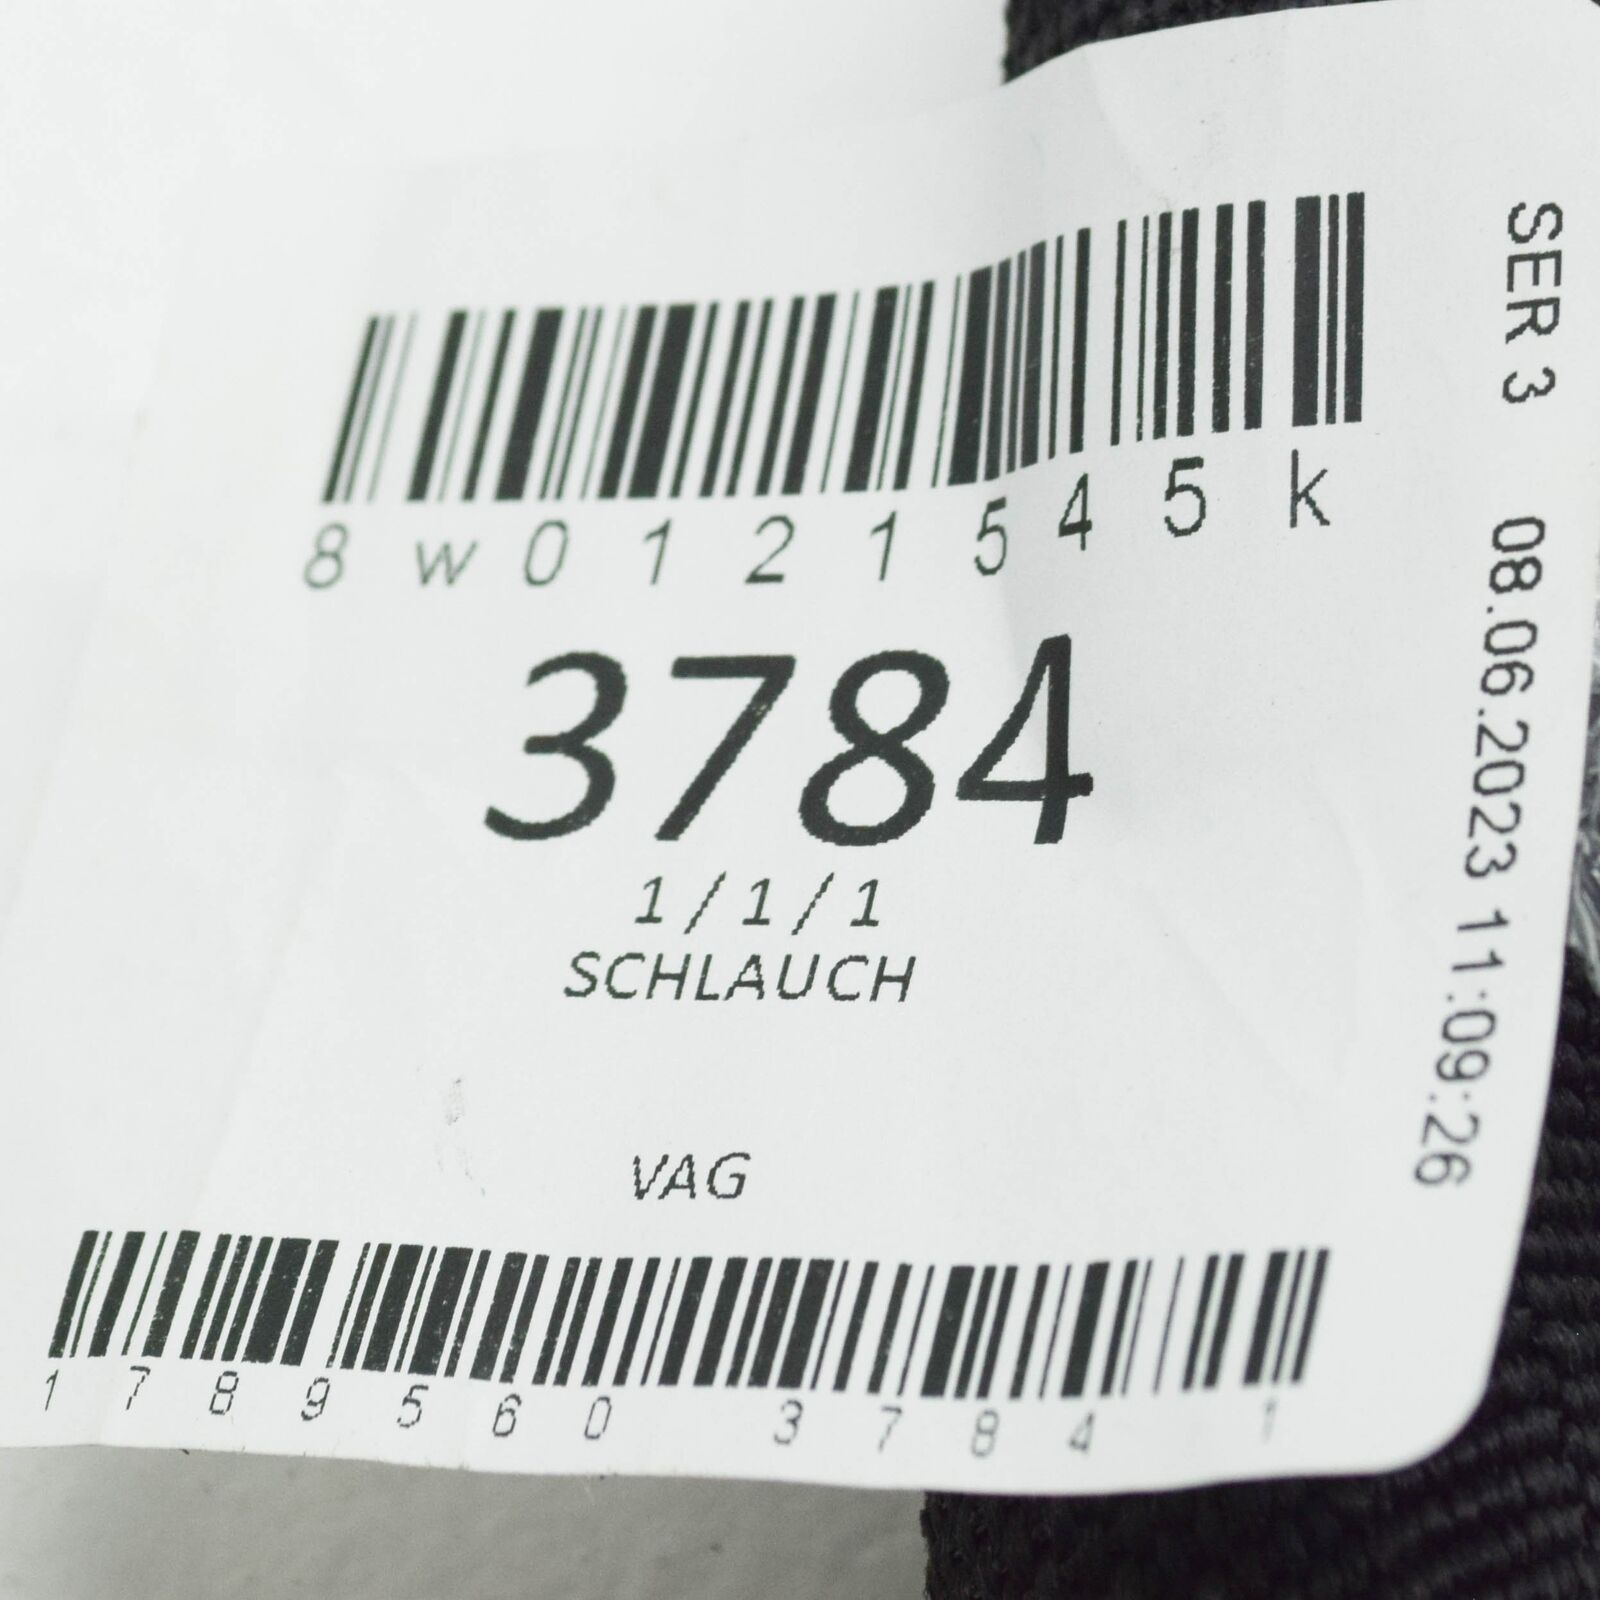 8w0121545k
3784
1/1/1
SCHLAUCH
VAG
1789560 3784 1
SER 3 08.06.2023 11:09:26